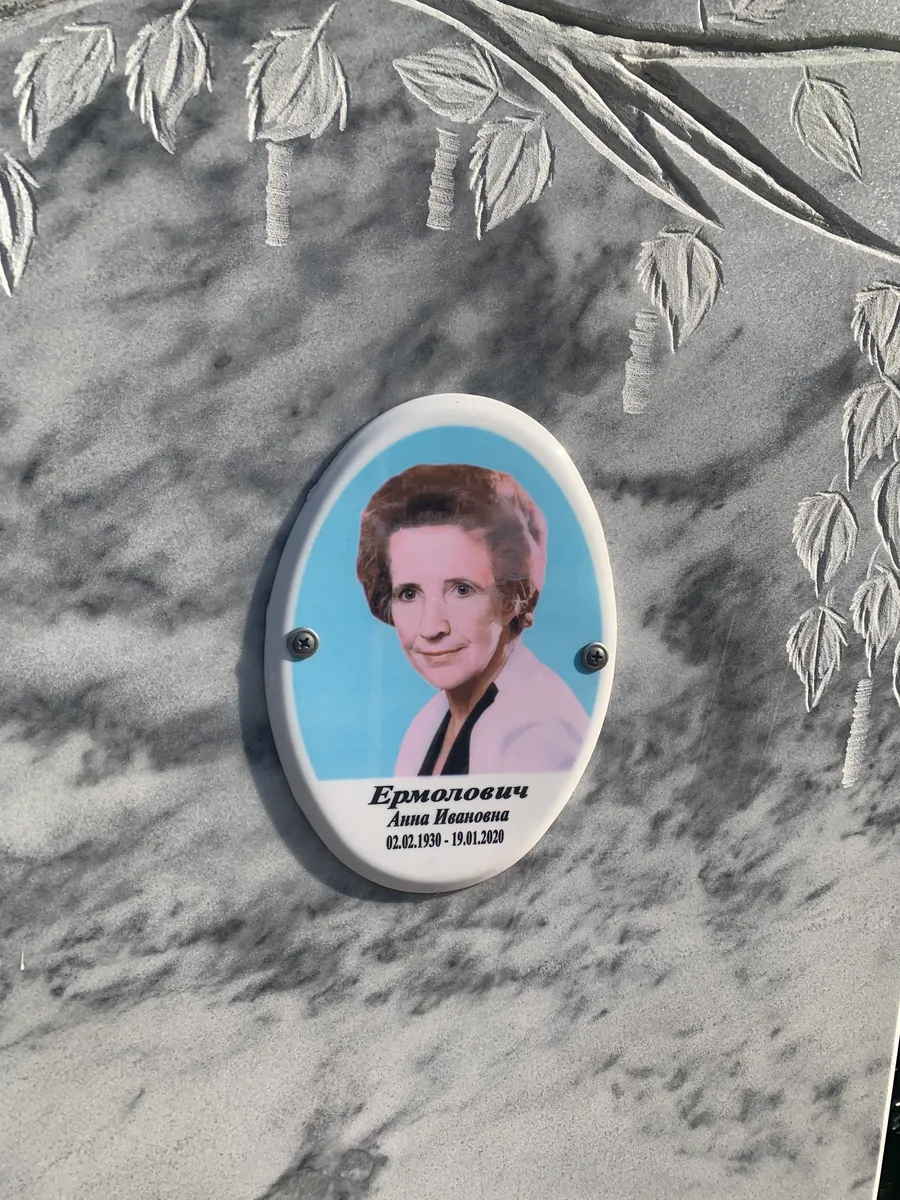 Ермолович
Анна Ивановна
02.02.1930 - 19.01.2020